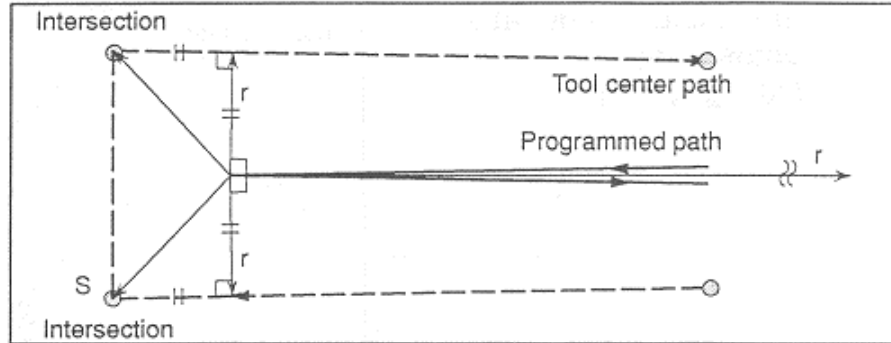 Intersection
r
Tool center path
Programmed path
r
r
S
Intersection